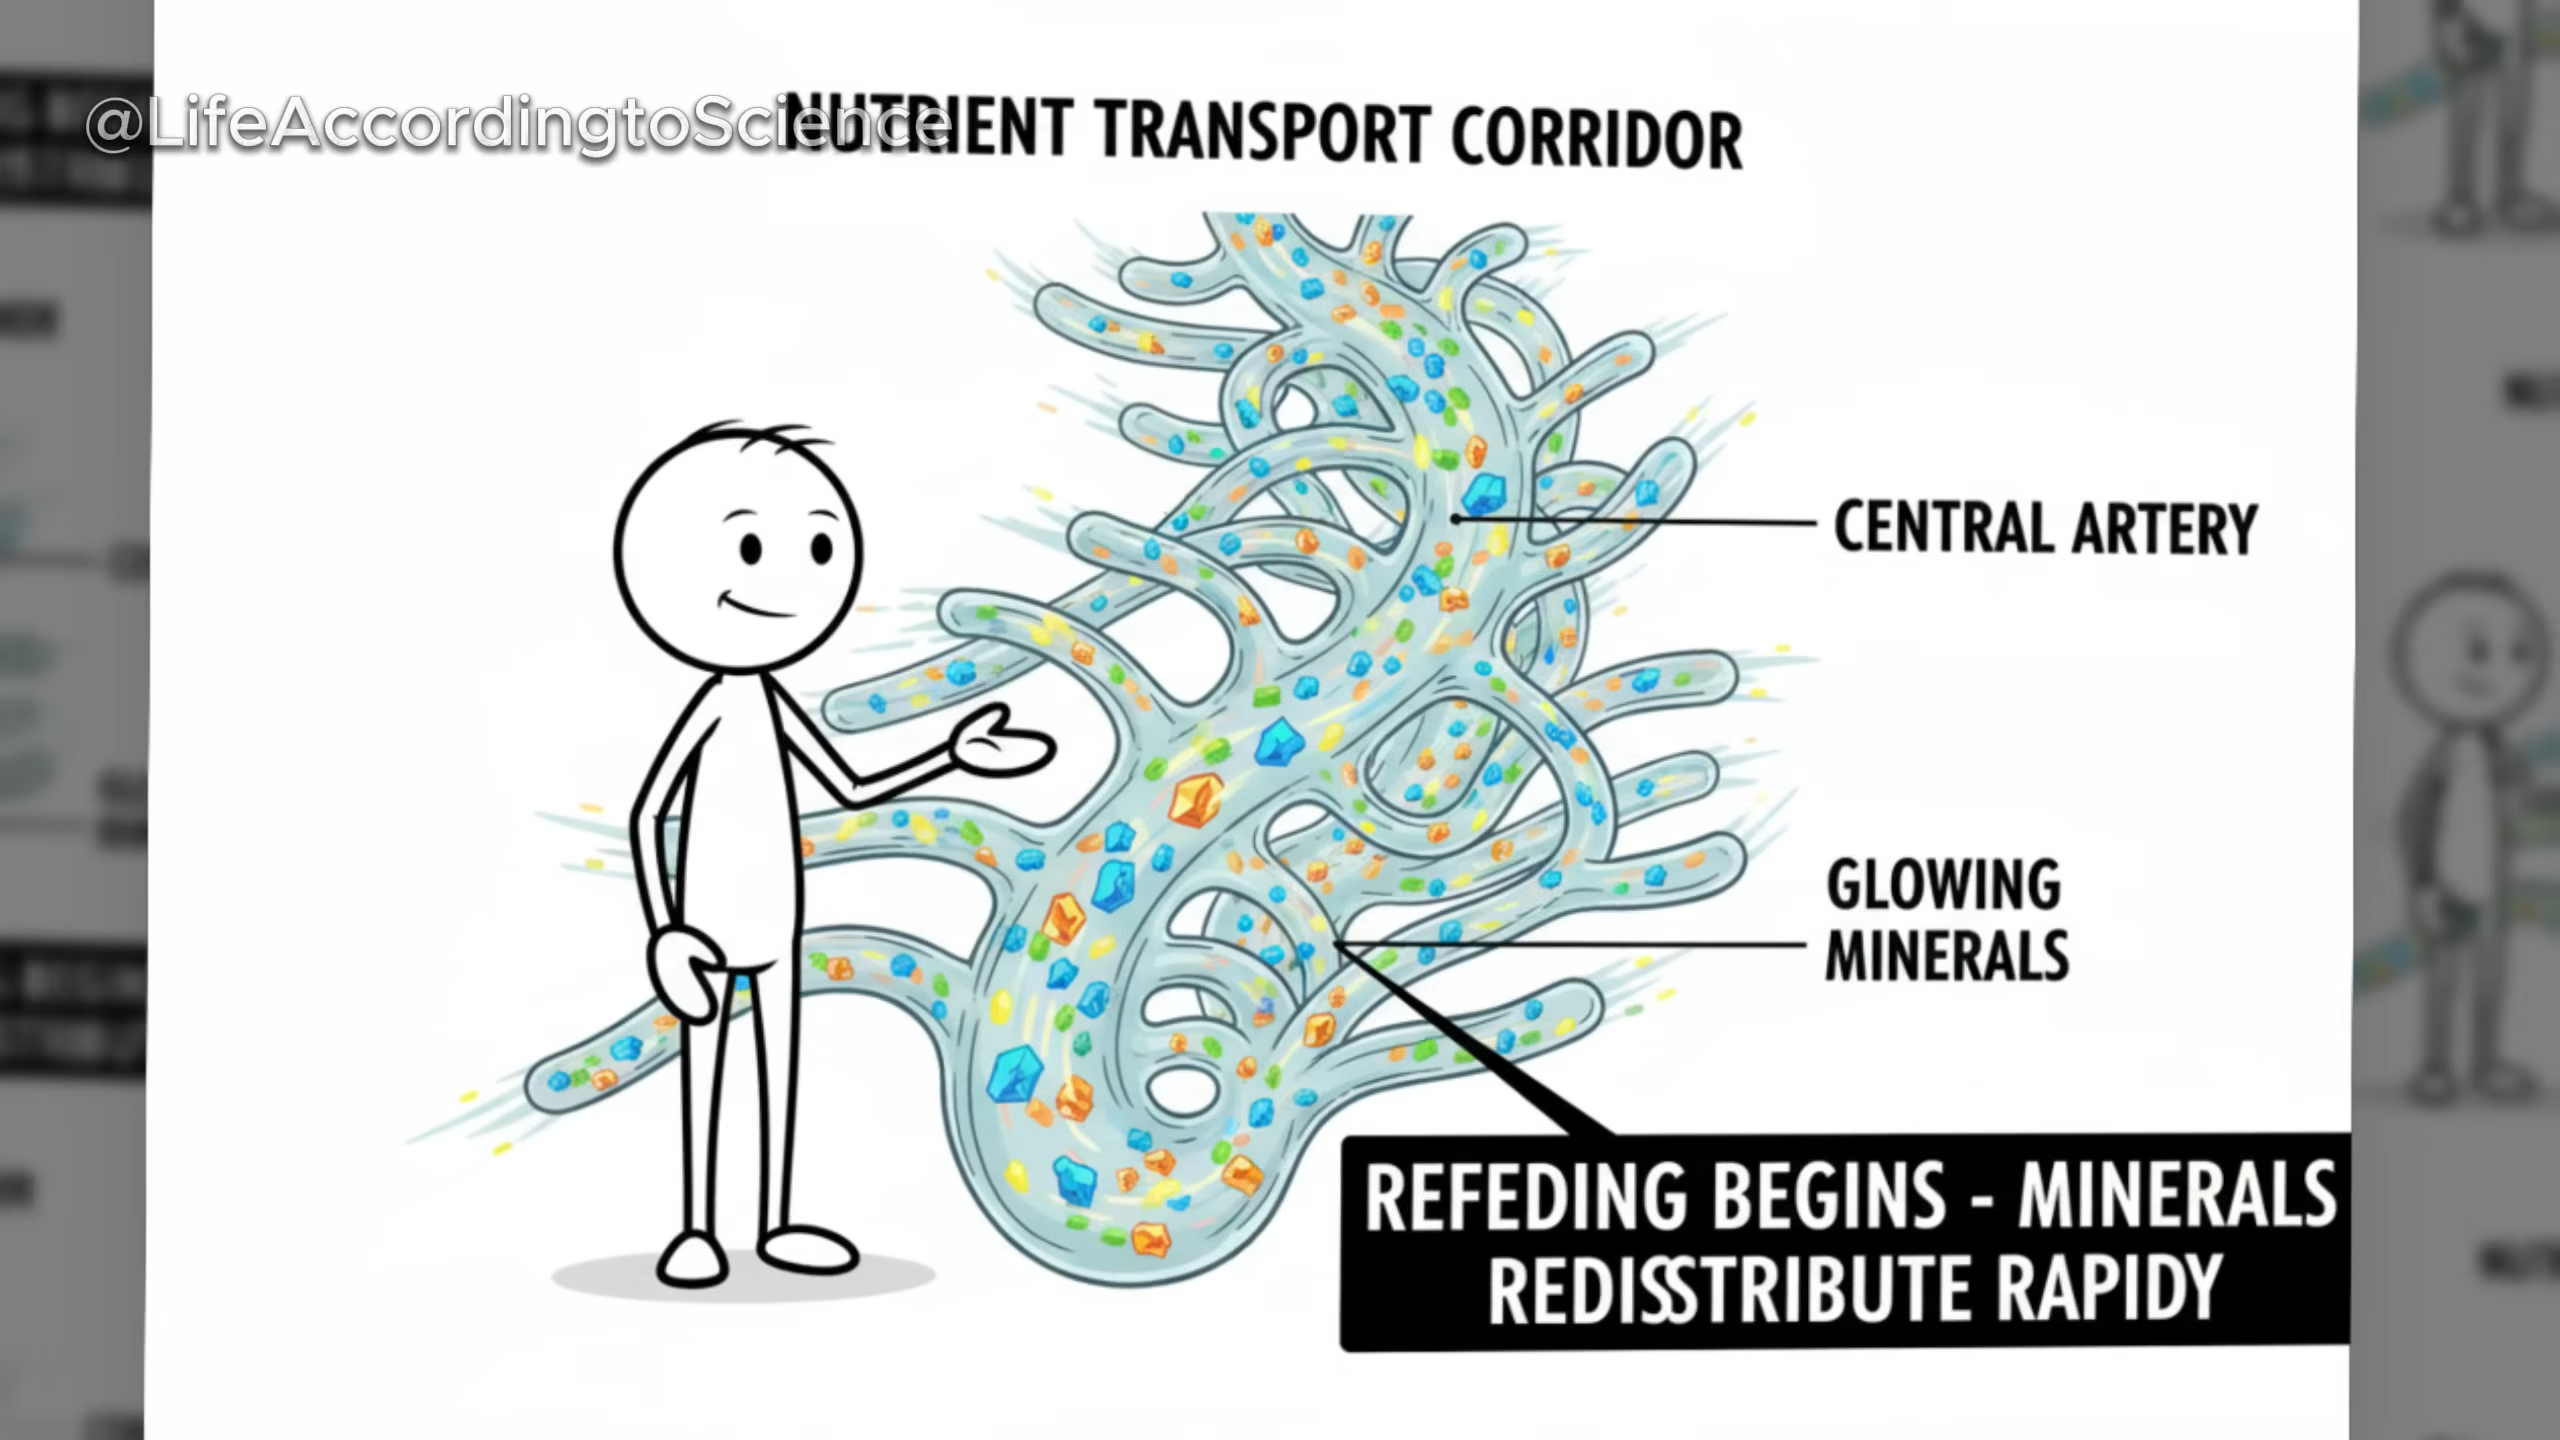 @LifeAccordingtoScience
NUTRIENT TRANSPORT CORRIDOR
CENTRAL ARTERY
GLOWING
MINERALS
REFEDING BEGINS - MINERALS
REDISSTRIBUTE RAPIDY